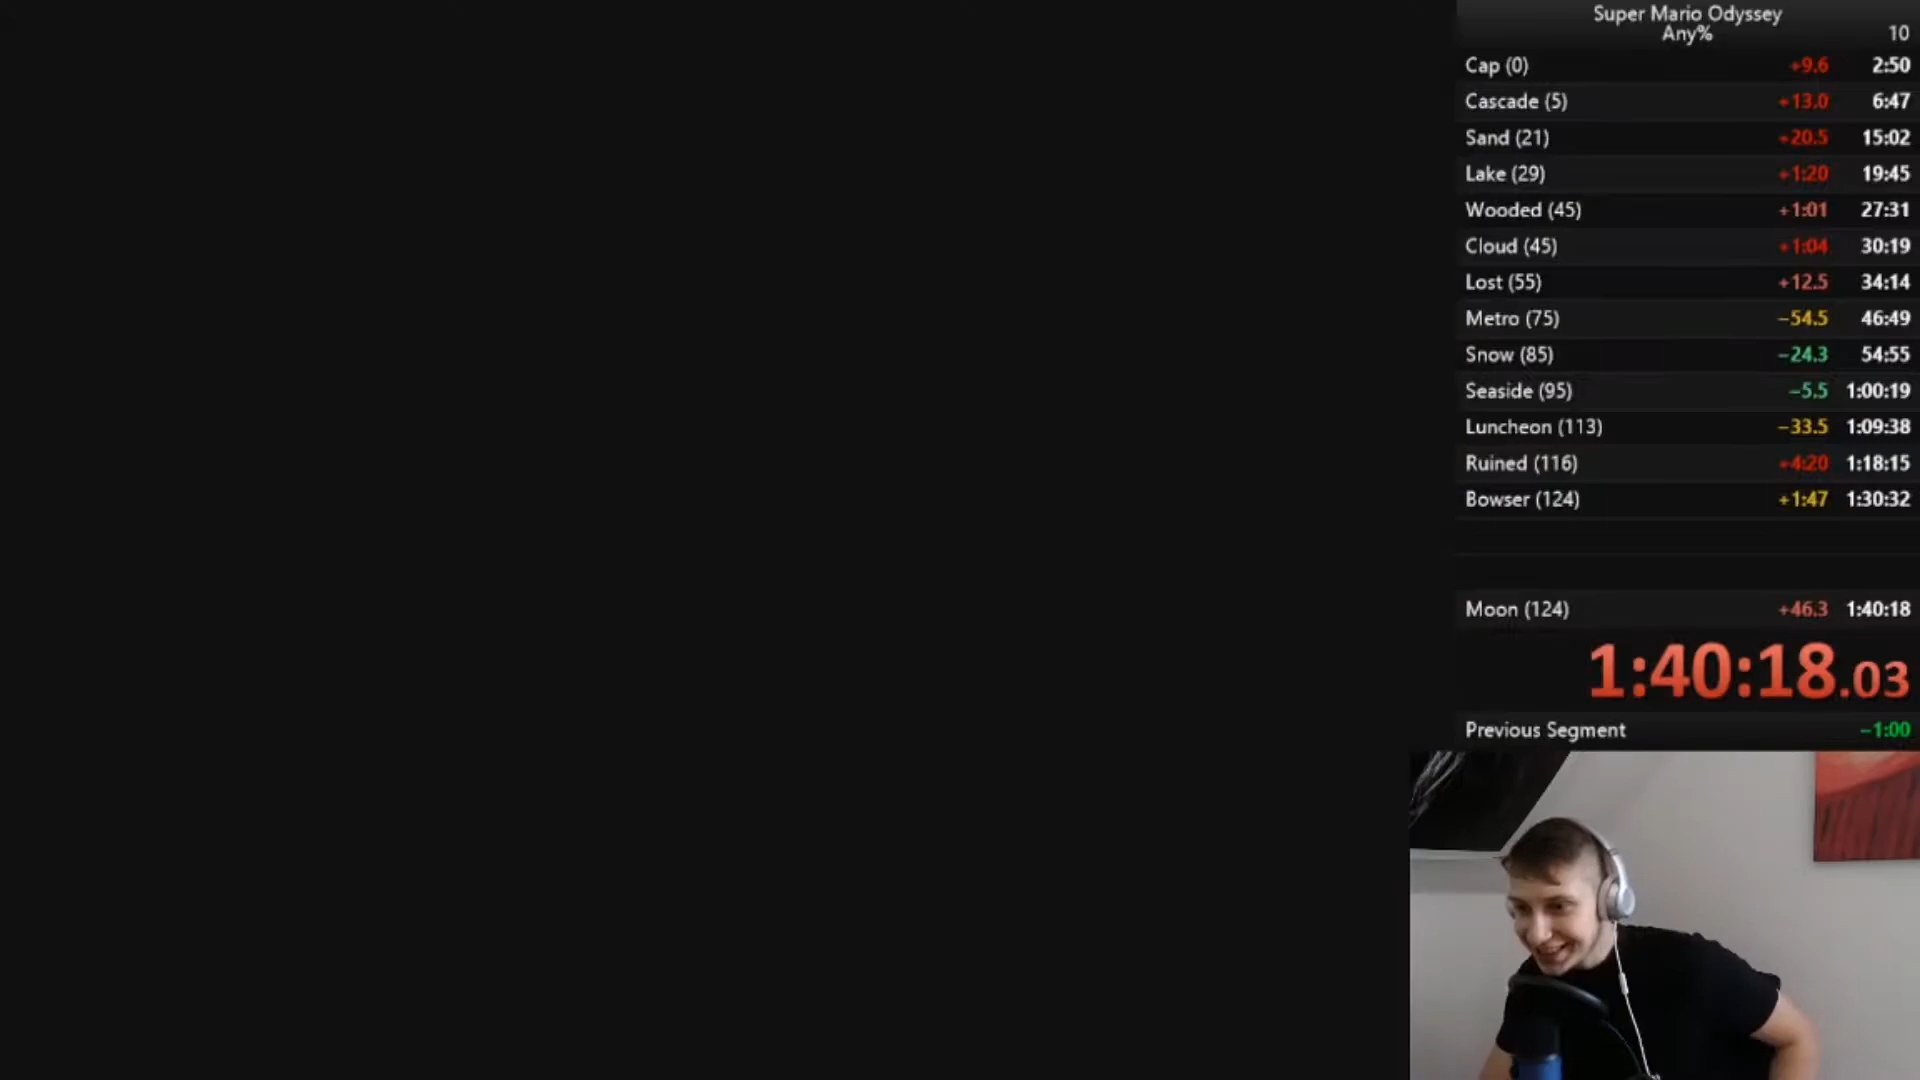 Super Mario Odyssey
Any% 10
Cap (0) +9.6 2:50
Cascade (5) +13.0 6:47
Sand (21) +20.5 15:02
Lake (29) +1:20 19:45
Wooded (45) +1:01 27:31
Cloud (45) +1:04 30:19
Lost (55) +12.5 34:14
Metro (75) −54.5 46:49
Snow (85) −24.3 54:55
Seaside (95) −5.5 1:00:19
Luncheon (113) −33.5 1:09:38
Ruined (116) +4:20 1:18:15
Bowser (124) +1:47 1:30:32
Moon (124) +46.3 1:40:18
1:40:18.03
Previous Segment −1:00